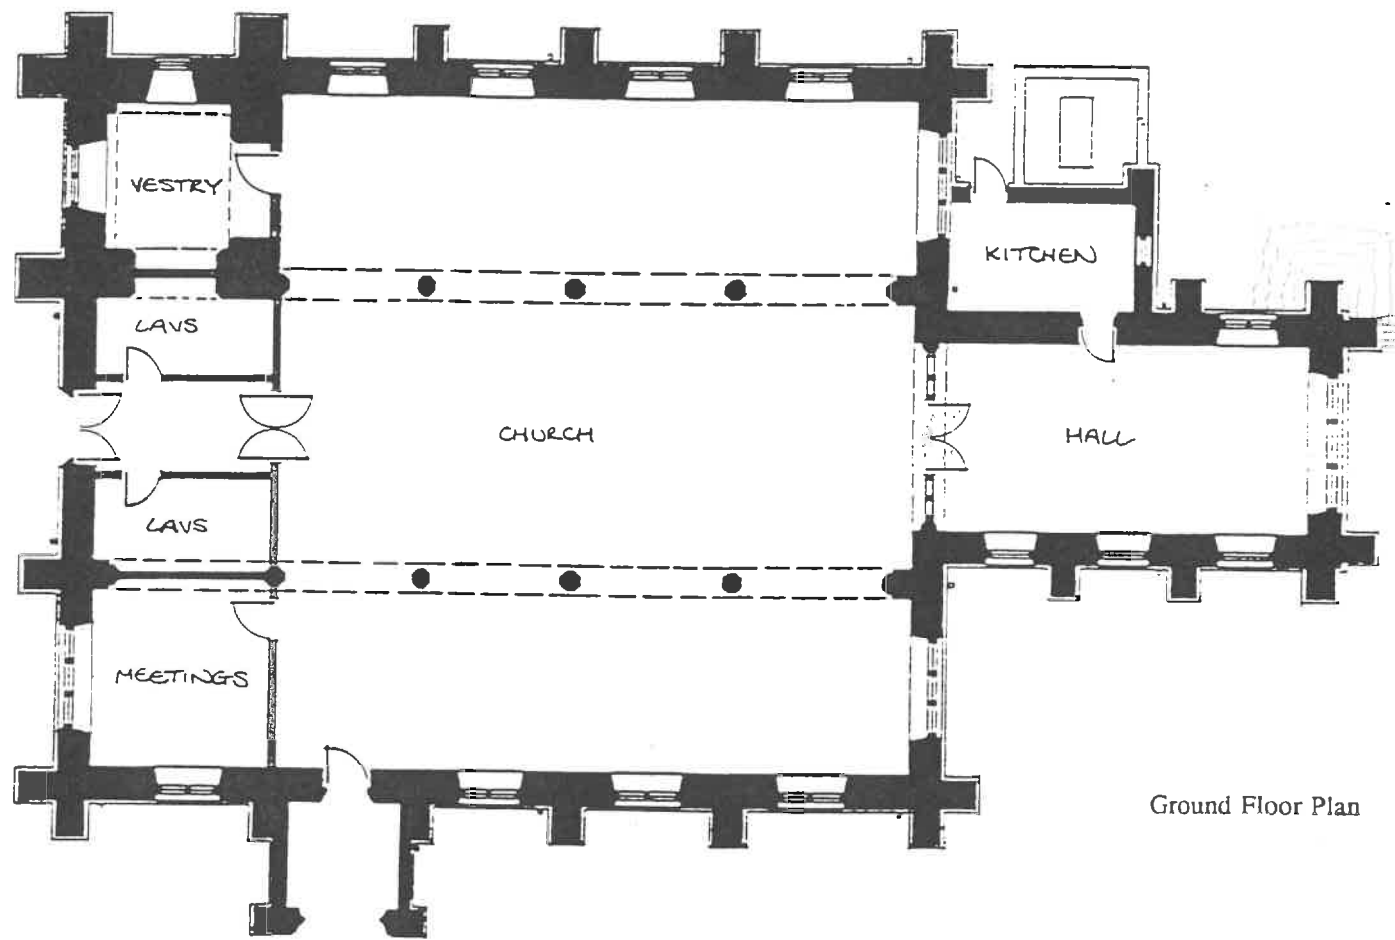 VESTRY
KITCHEN
LAVS
CHURCH
HALL
LAVS
MEETINGS
Ground Floor Plan